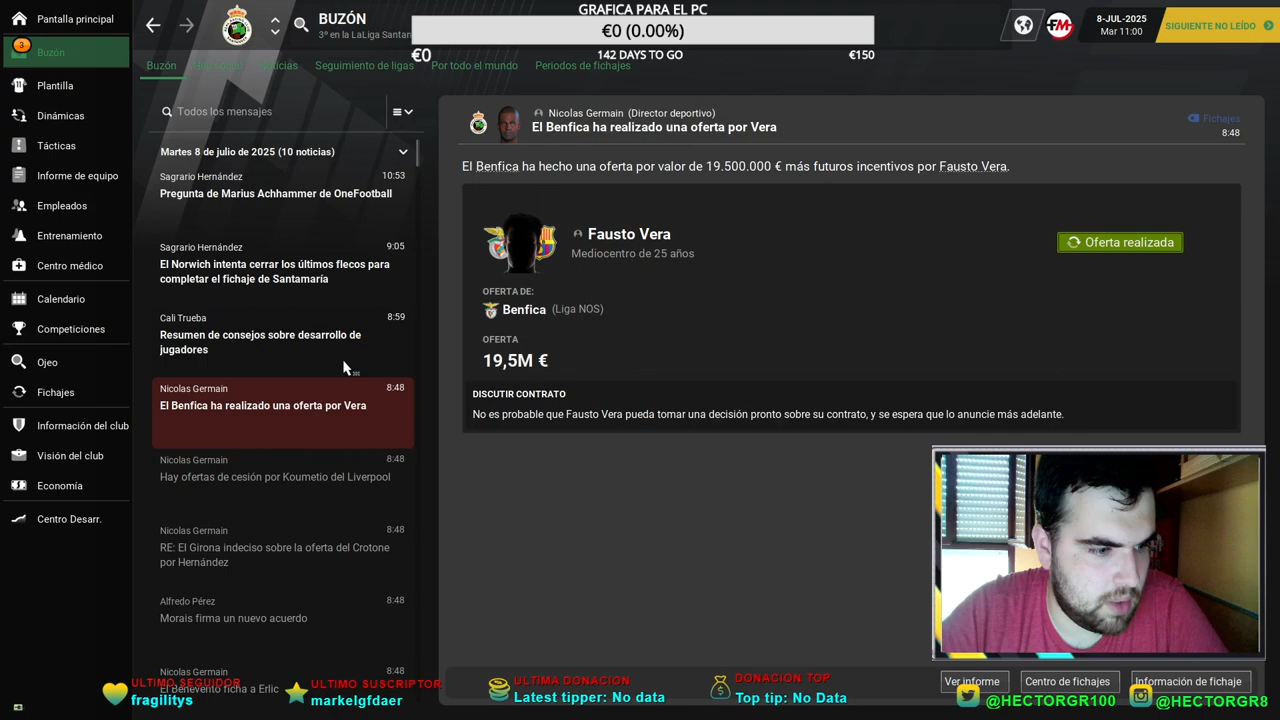 Pantalla principal
3
Buzón
Plantilla
Dinámicas
Tácticas
Informe de equipo
Empleados
Entrenamiento
Centro médico
Calendario
Competiciones
Ojeo
Fichajes
Información del club
Visión del club
Economía
Centro Desarr.
BUZÓN
3º en la LaLiga Santan
GRAFICA PARA EL PC
€0 (0.00%)
€0
142 DAYS TO GO
€150
8-JUL-2025
Mar 11:00
SIGUIENTE NO LEÍDO
Buzón
Noticias
Seguimiento de ligas
Por todo el mundo
Periodos de fichajes
Todos los mensajes
Martes 8 de julio de 2025 (10 noticias)
Sagrario Hernández 10:53
Pregunta de Marius Achhammer de OneFootball
Sagrario Hernández 9:05
El Norwich intenta cerrar los últimos flecos para
completar el fichaje de Santamaría
Cali Trueba 8:59
Resumen de consejos sobre desarrollo de
jugadores
Nicolas Germain 8:48
El Benfica ha realizado una oferta por Vera
Nicolas Germain 8:48
Hay ofertas de cesión por Koumetio del Liverpool
Nicolas Germain 8:48
RE: El Girona indeciso sobre la oferta del Crotone
por Hernández
Alfredo Pérez 8:48
Morais firma un nuevo acuerdo
Nicolas Germain 8:48
El Benevento ficha a Erlic
Nicolas Germain (Director deportivo)
El Benfica ha realizado una oferta por Vera
Fichajes
8:48
El Benfica ha hecho una oferta por valor de 19.500.000 € más futuros incentivos por Fausto Vera.
Fausto Vera
Mediocentro de 25 años
Oferta realizada
OFERTA DE:
Benfica (Liga NOS)
OFERTA
19,5M €
DISCUTIR CONTRATO
No es probable que Fausto Vera pueda tomar una decisión pronto sobre su contrato, y se espera que lo anuncie más adelante.
Ver informe
Centro de fichajes
Información de fichaje
ULTIMO SEGUIDOR
fragilitys
ULTIMO SUSCRIPTOR
markelgfdaer
ULTIMA DONACION
Latest tipper: No data
DONACION TOP
Top tip: No Data
@HECTORGR100
@HECTORGR8